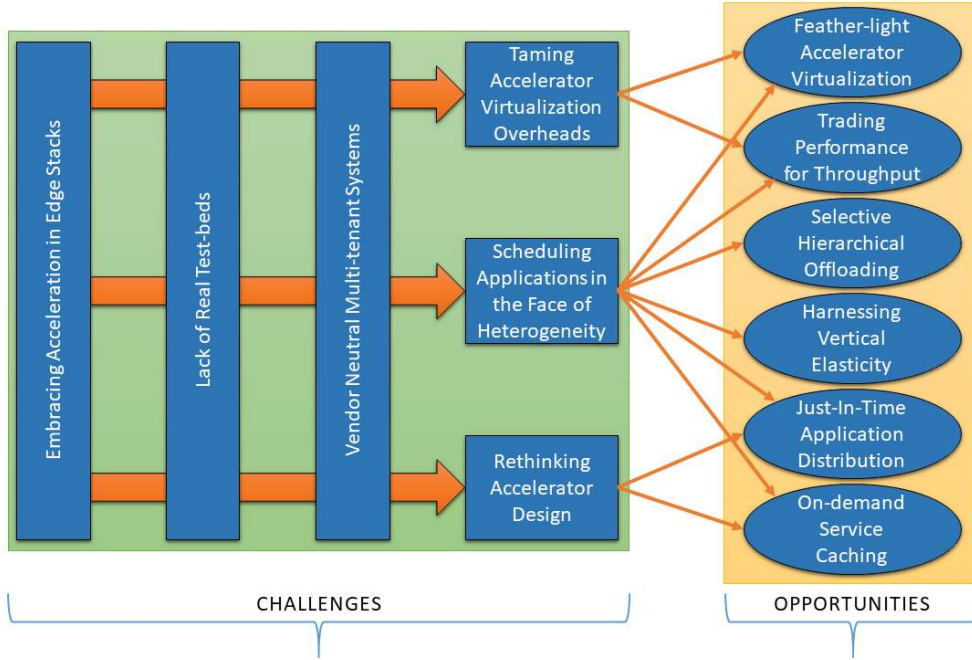 Embracing Acceleration in Edge Stacks
Lack of Real Test-beds
Vendor Neutral Multi-tenant Systems
Taming
Accelerator
Virtualization
Overheads
Scheduling
Applications in
the Face of
Heterogeneity
Rethinking
Accelerator
Design
Feather-light
Accelerator
Virtualization
Trading
Performance
for Throughput
Selective
Hierarchical
Offloading
Harnessing
Vertical
Elasticity
Just-In-Time
Application
Distribution
On-demand
Service
Caching
CHALLENGES
OPPORTUNITIES